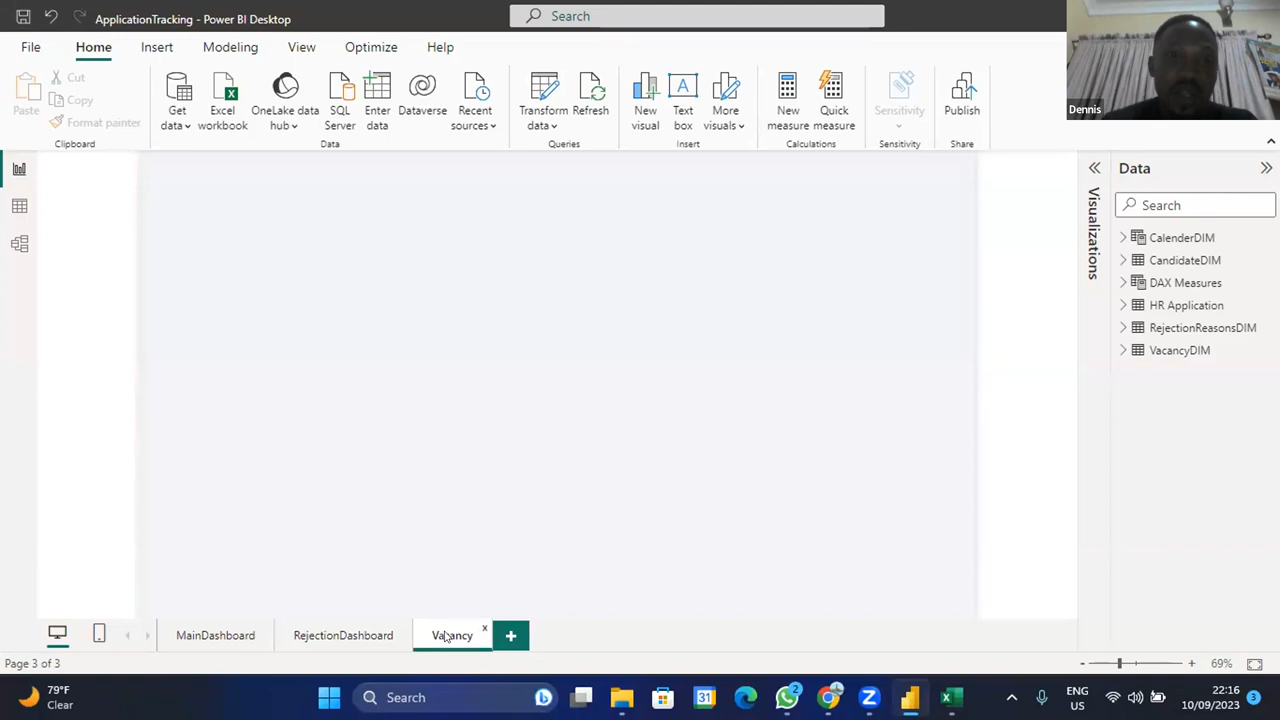 ApplicationTracking - Power BI Desktop
Search
File Home Insert Modeling View Optimize Help
Paste
Cut
Copy
Format painter
Clipboard
Get data
Excel workbook
OneLake data hub
SQL Server
Enter data
Dataverse
Recent sources
Data
Transform data
Refresh
Queries
New visual
Text box
More visuals
Insert
New measure
Quick measure
Calculations
Sensitivity
Sensitivity
Publish
Share
Dennis
Visualizations
Data
Search
CalenderDIM
CandidateDIM
DAX Measures
HR Application
RejectionReasonsDIM
VacancyDIM
MainDashboard RejectionDashboard Vacancy x +
Page 3 of 3
- + 69%
79°F
Clear
Search
31
2
ENG
US
22:16
10/09/2023
3